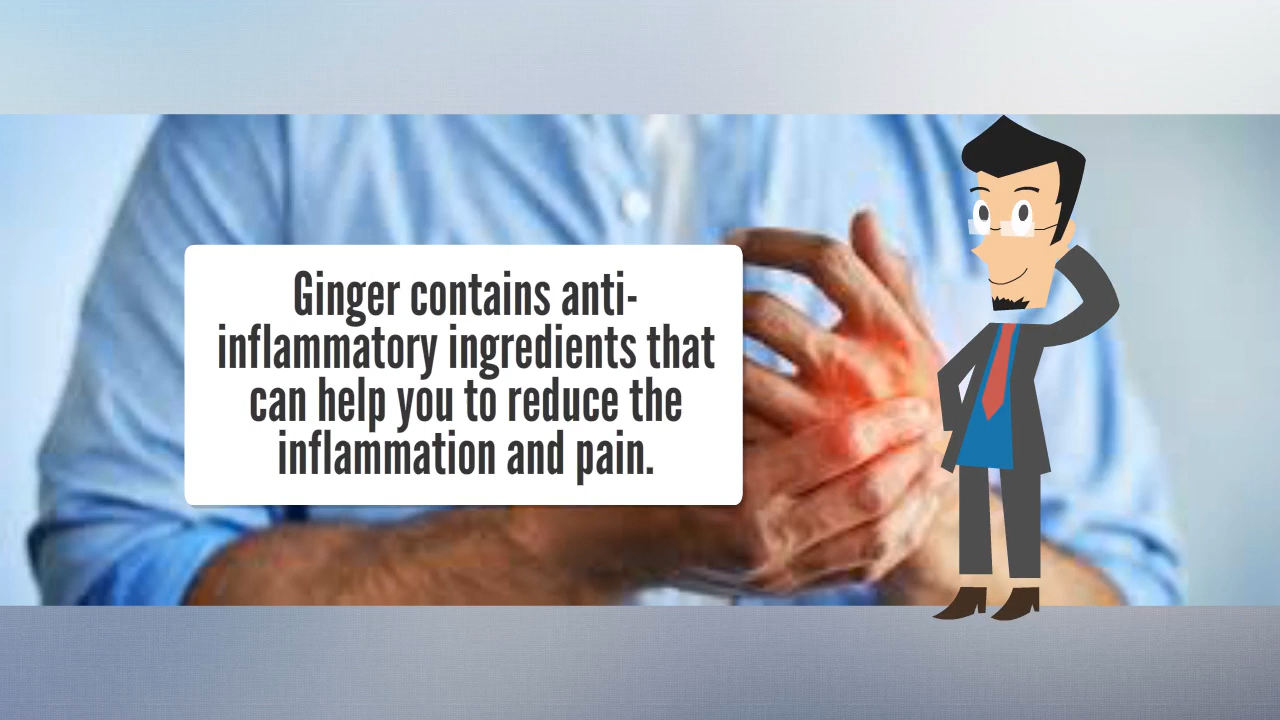 Ginger contains anti-
inflammatory ingredients that
can help you to reduce the
inflammation and pain.